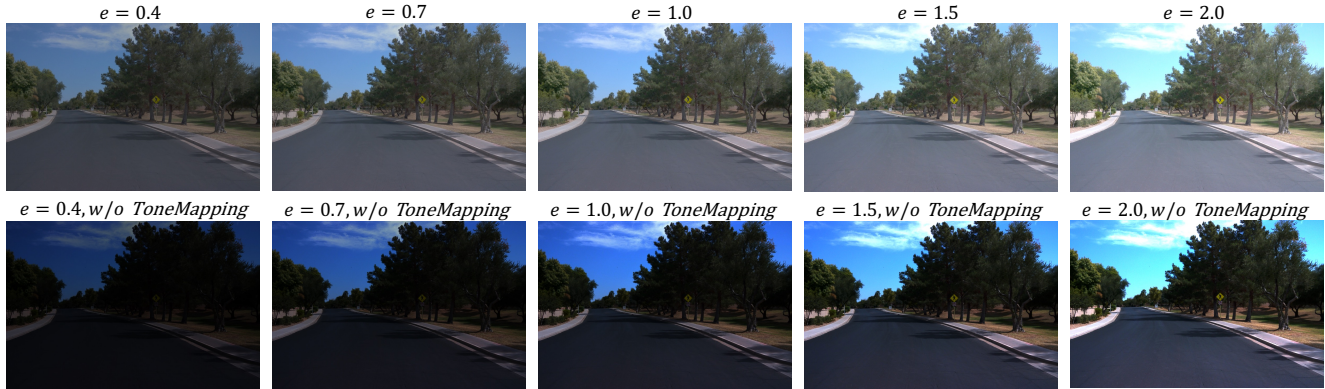 e = 0.4
e = 0.7
e = 1.0
e = 1.5
e = 2.0
e = 0.4, w/o ToneMapping
e = 0.7, w/o ToneMapping
e = 1.0, w/o ToneMapping
e = 1.5, w/o ToneMapping
e = 2.0, w/o ToneMapping